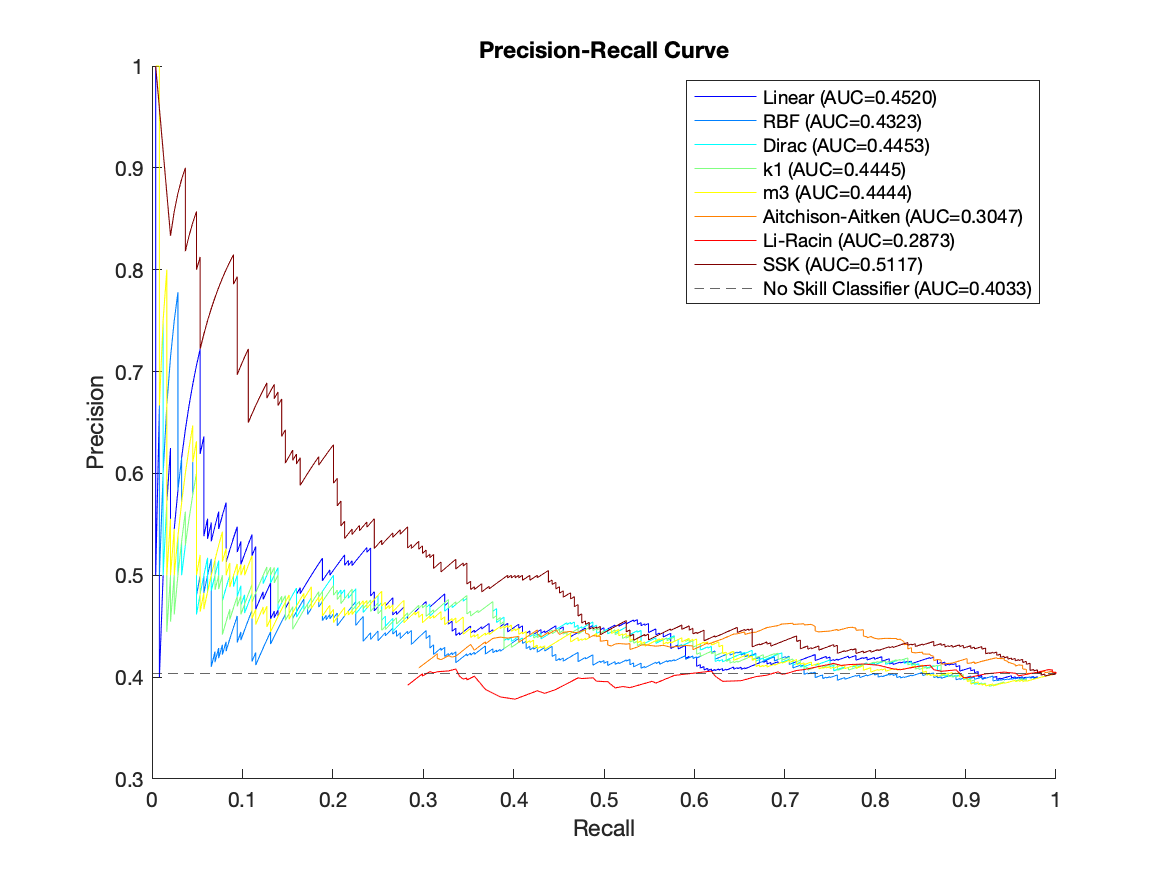 Precision-Recall Curve
Linear (AUC=0.4520)
RBF (AUC=0.4323)
Dirac (AUC=0.4453)
k1 (AUC=0.4445)
m3 (AUC=0.4444)
Aitchison-Aitken (AUC=0.3047)
Li-Racin (AUC=0.2873)
SSK (AUC=0.5117)
No Skill Classifier (AUC=0.4033)
Precision
1
0.9
0.8
0.7
0.6
0.5
0.4
0.3
0 0.1 0.2 0.3 0.4 0.5 0.6 0.7 0.8 0.9 1
Recall